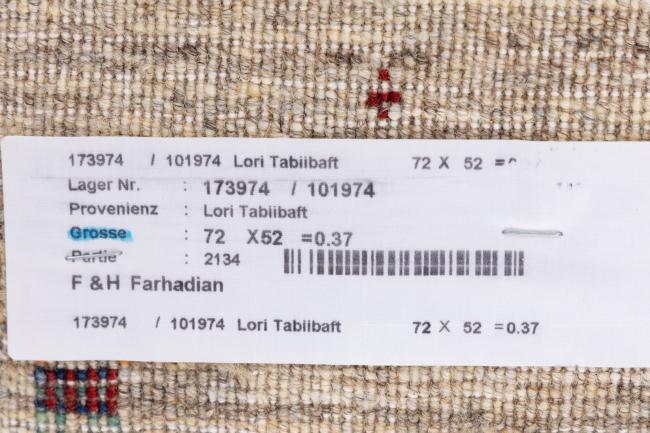 173974 / 101974 Lori Tabiibaft 72 X 52 =0
Lager Nr. : 173974 / 101974
Provenienz : Lori Tabiibaft
Grosse : 72 X52 =0.37
Partie : 2134
F & H Farhadian
173974 / 101974 Lori Tabiibaft 72 X 52 =0.37